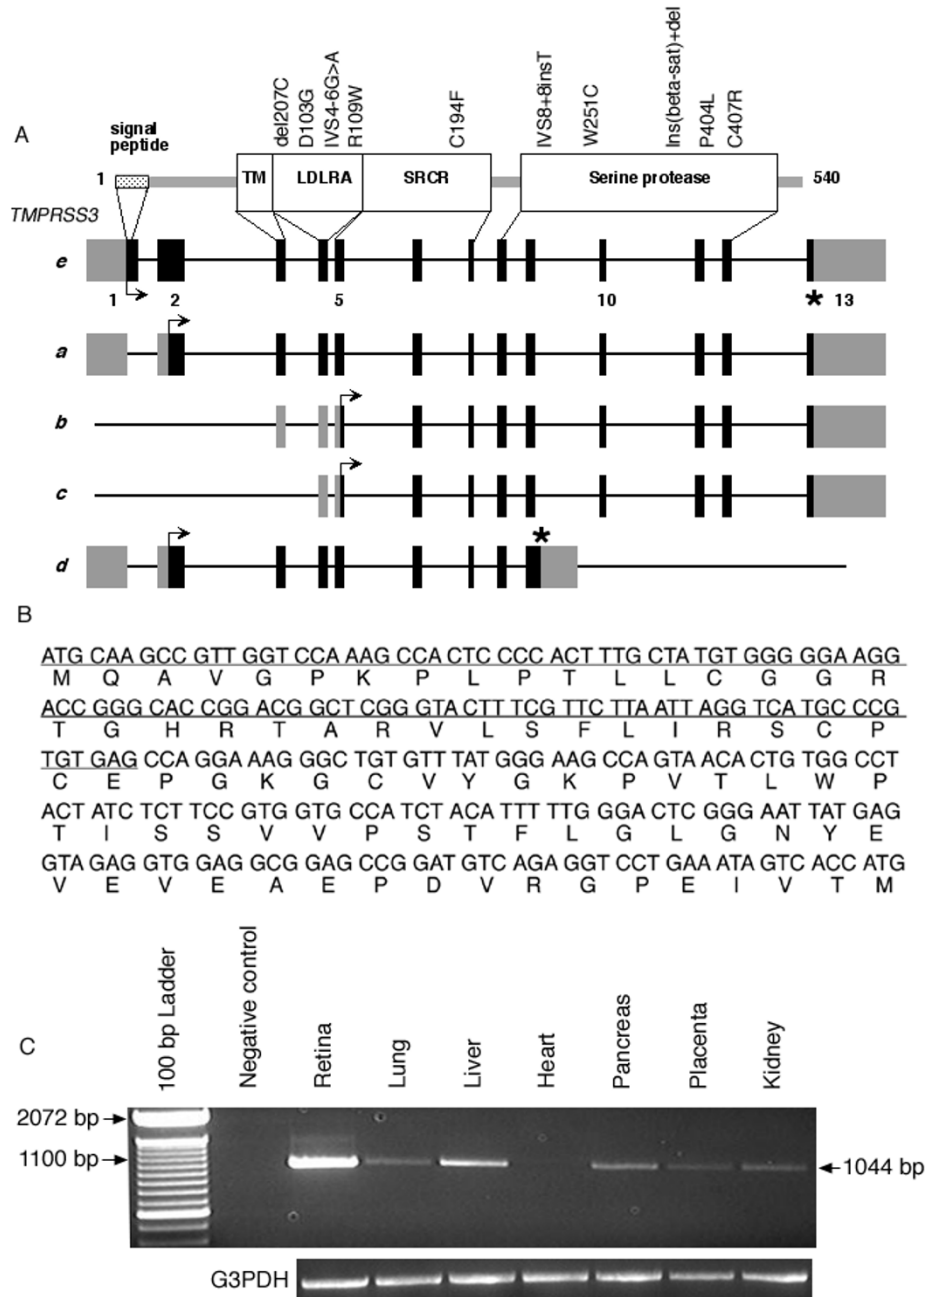 A
signal
peptide
del207C
D103G
IVS4-6G>A
R109W
C194F
IVS8+8insT
W251C
Ins(beta-sat)+del
P404L
C407R
1
TM
LDLRA
SRCR
Serine protease
540
TMPRSS3
e
1 2 5 10 * 13
a
b
c
*
d
B
ATG CAA GCC GTT GGT CCA AAG CCA CTC CCC ACT TTG CTA TGT GGG GGA AGG
M Q A V G P K P L P T L L C G G R
ACC GGG CAC CGG ACG GCT CGG GTA CTT TCG TTC TTA ATT AGG TCA TGC CCG
T G H R T A R V L S F L I R S C P
TGT GAG CCA GGA AAG GGC TGT GTT TAT GGG AAG CCA GTA ACA CTG TGG CCT
C E P G K G C V Y G K P V T L W P
ACT ATC TCT TCC GTG GTG CCA TCT ACA TTT TTG GGA CTC GGG AAT TAT GAG
T I S S V V P S T F L G L G N Y E
GTA GAG GTG GAG GCG GAG CCG GAT GTC AGA GGT CCT GAA ATA GTC ACC ATG
V E V E A E P D V R G P E I V T M
C
100 bp Ladder
Negative control
Retina
Lung
Liver
Heart
Pancreas
Placenta
Kidney
2072 bp
1100 bp
1044 bp
G3PDH